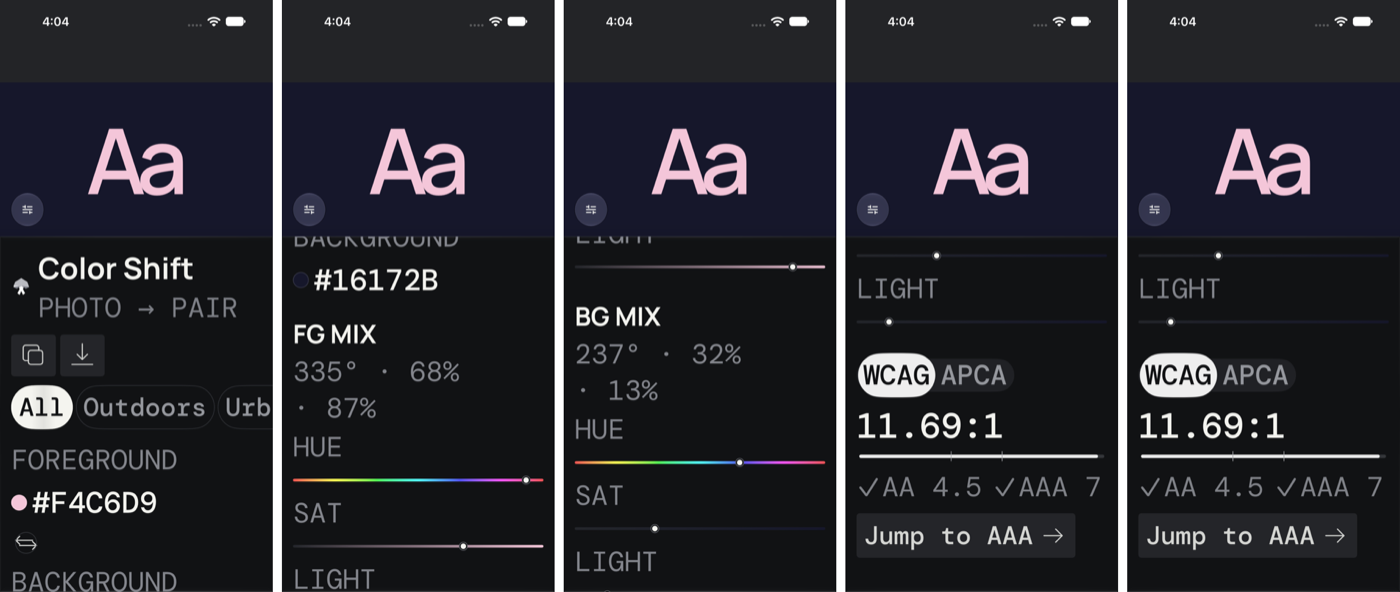 4:04
Aa
Color Shift
PHOTO → PAIR
All Outdoors Urb
FOREGROUND
#F4C6D9
BACKGROUND
4:04
Aa
BACKGROUND
#16172B
FG MIX
335° · 68%
· 87%
HUE
SAT
LIGHT
4:04
Aa
LIGHT
BG MIX
237° · 32%
· 13%
HUE
SAT
LIGHT
4:04
Aa
LIGHT
WCAG APCA
11.69:1
✓AA 4.5 ✓AAA 7
Jump to AAA →
4:04
Aa
LIGHT
WCAG APCA
11.69:1
✓AA 4.5 ✓AAA 7
Jump to AAA →